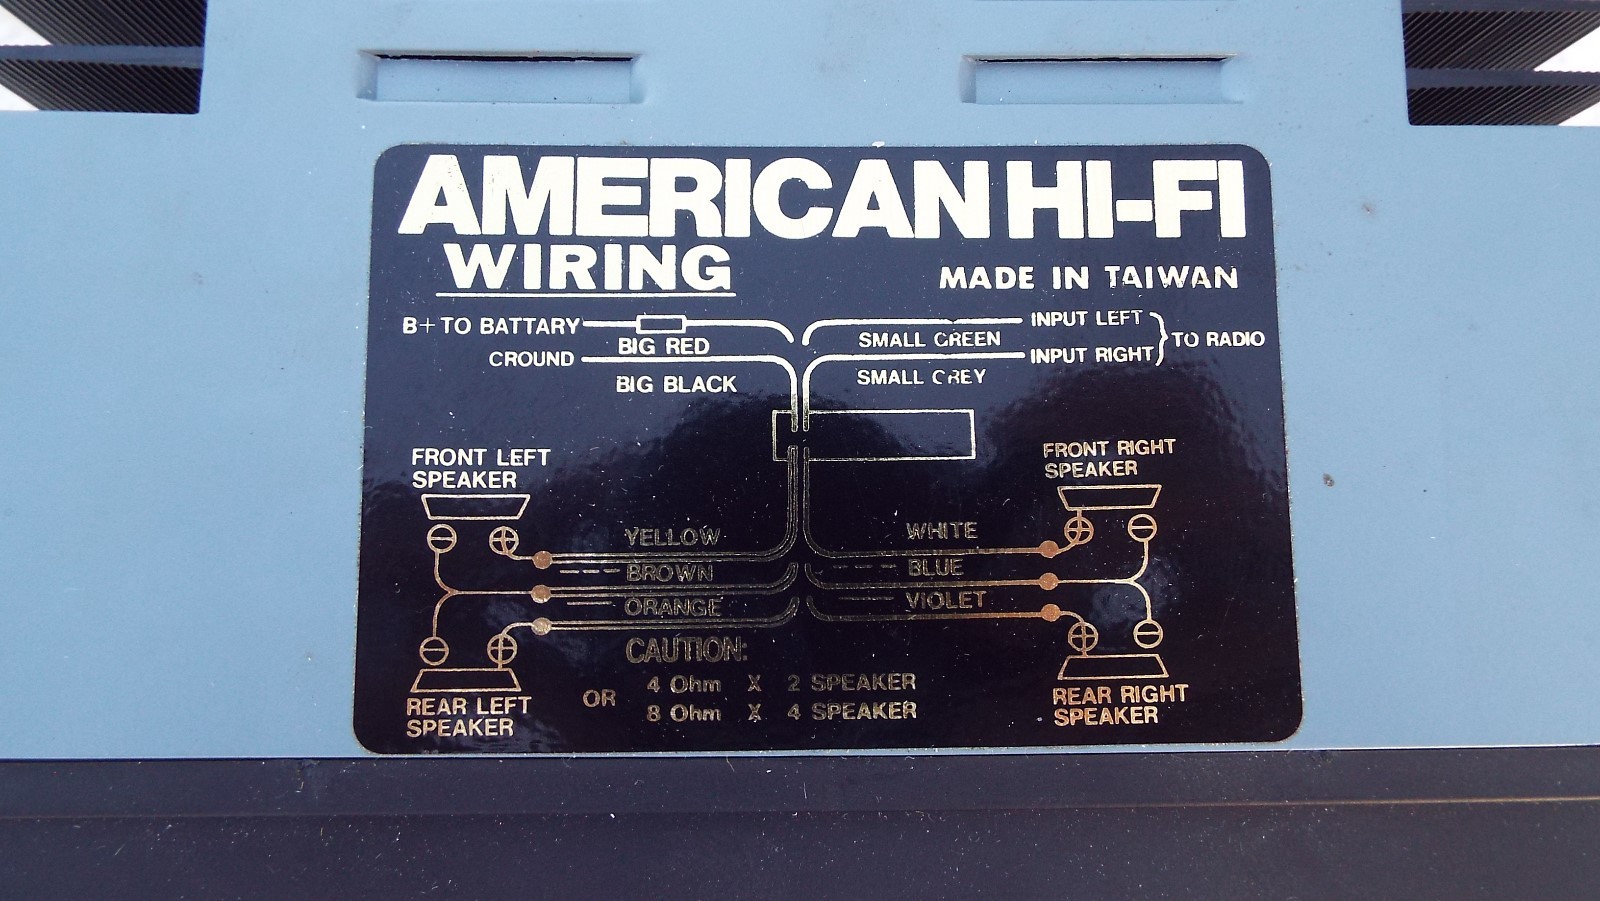 AMERICAN HI-FI
WIRING
MADE IN TAIWAN
B+ TO BATTARY
BIG RED
CROUND
BIG BLACK
INPUT LEFT
SMALL GREEN
INPUT RIGHT
TO RADIO
SMALL GREY
FRONT LEFT
SPEAKER
FRONT RIGHT
SPEAKER
YELLOW
BROWN
ORANGE
WHITE
BLUE
VIOLET
CAUTION:
4 Ohm X 2 SPEAKER
OR
8 Ohm X 4 SPEAKER
REAR LEFT
SPEAKER
REAR RIGHT
SPEAKER